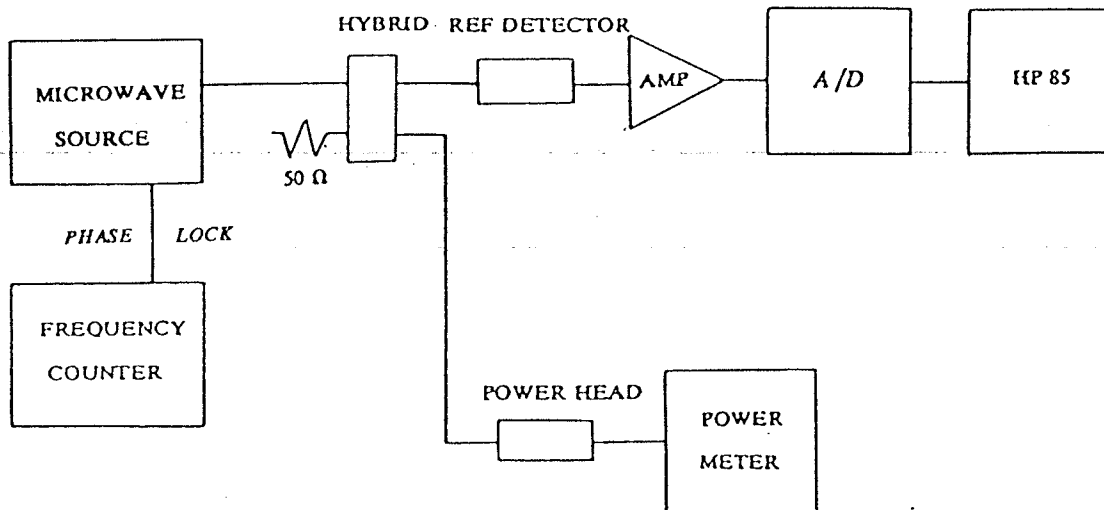 HYBRID REF DETECTOR
MICROWAVE
SOURCE
AMP
A/D
HP 85
50 Ω
PHASE LOCK
FREQUENCY
COUNTER
POWER HEAD
POWER
METER